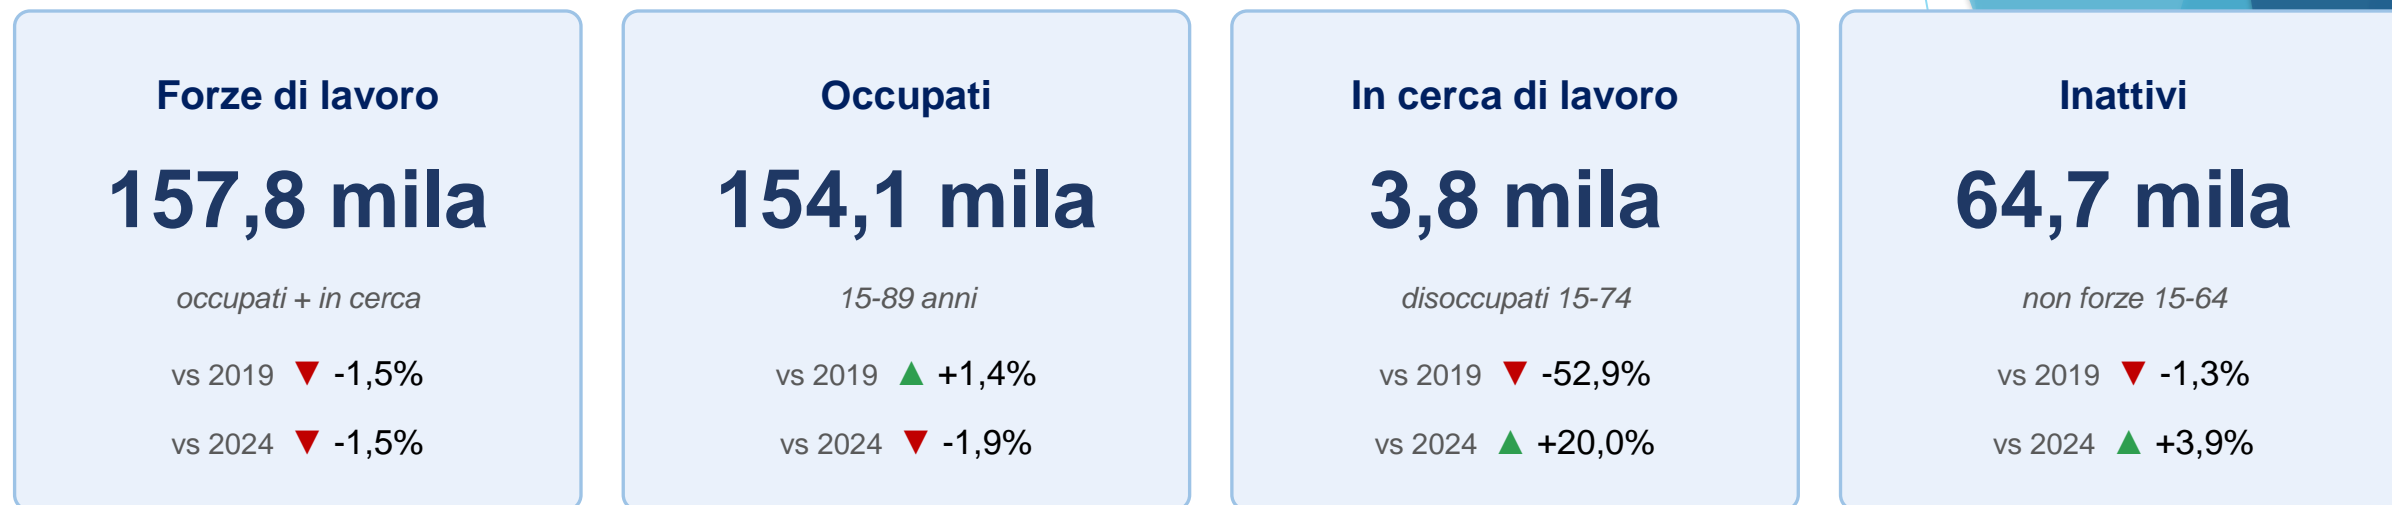 Forze di lavoro
157,8 mila
occupati + in cerca
vs 2019 ▼ -1,5%
vs 2024 ▼ -1,5%
Occupati
154,1 mila
15-89 anni
vs 2019 ▲ +1,4%
vs 2024 ▼ -1,9%
In cerca di lavoro
3,8 mila
disoccupati 15-74
vs 2019 ▼ -52,9%
vs 2024 ▲ +20,0%
Inattivi
64,7 mila
non forze 15-64
vs 2019 ▼ -1,3%
vs 2024 ▲ +3,9%